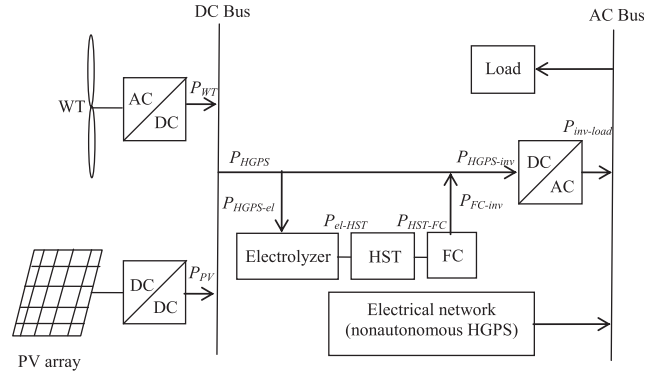 DC Bus
AC Bus
Load
WT
AC
DC
P_WT
P_HGPS
P_HGPS-inv
DC
AC
P_inv-load
P_HGPS-el
P_el-HST
P_HST-FC
P_FC-inv
Electrolyzer
HST
FC
DC
DC
P_PV
Electrical network
(nonautonomous HGPS)
PV array